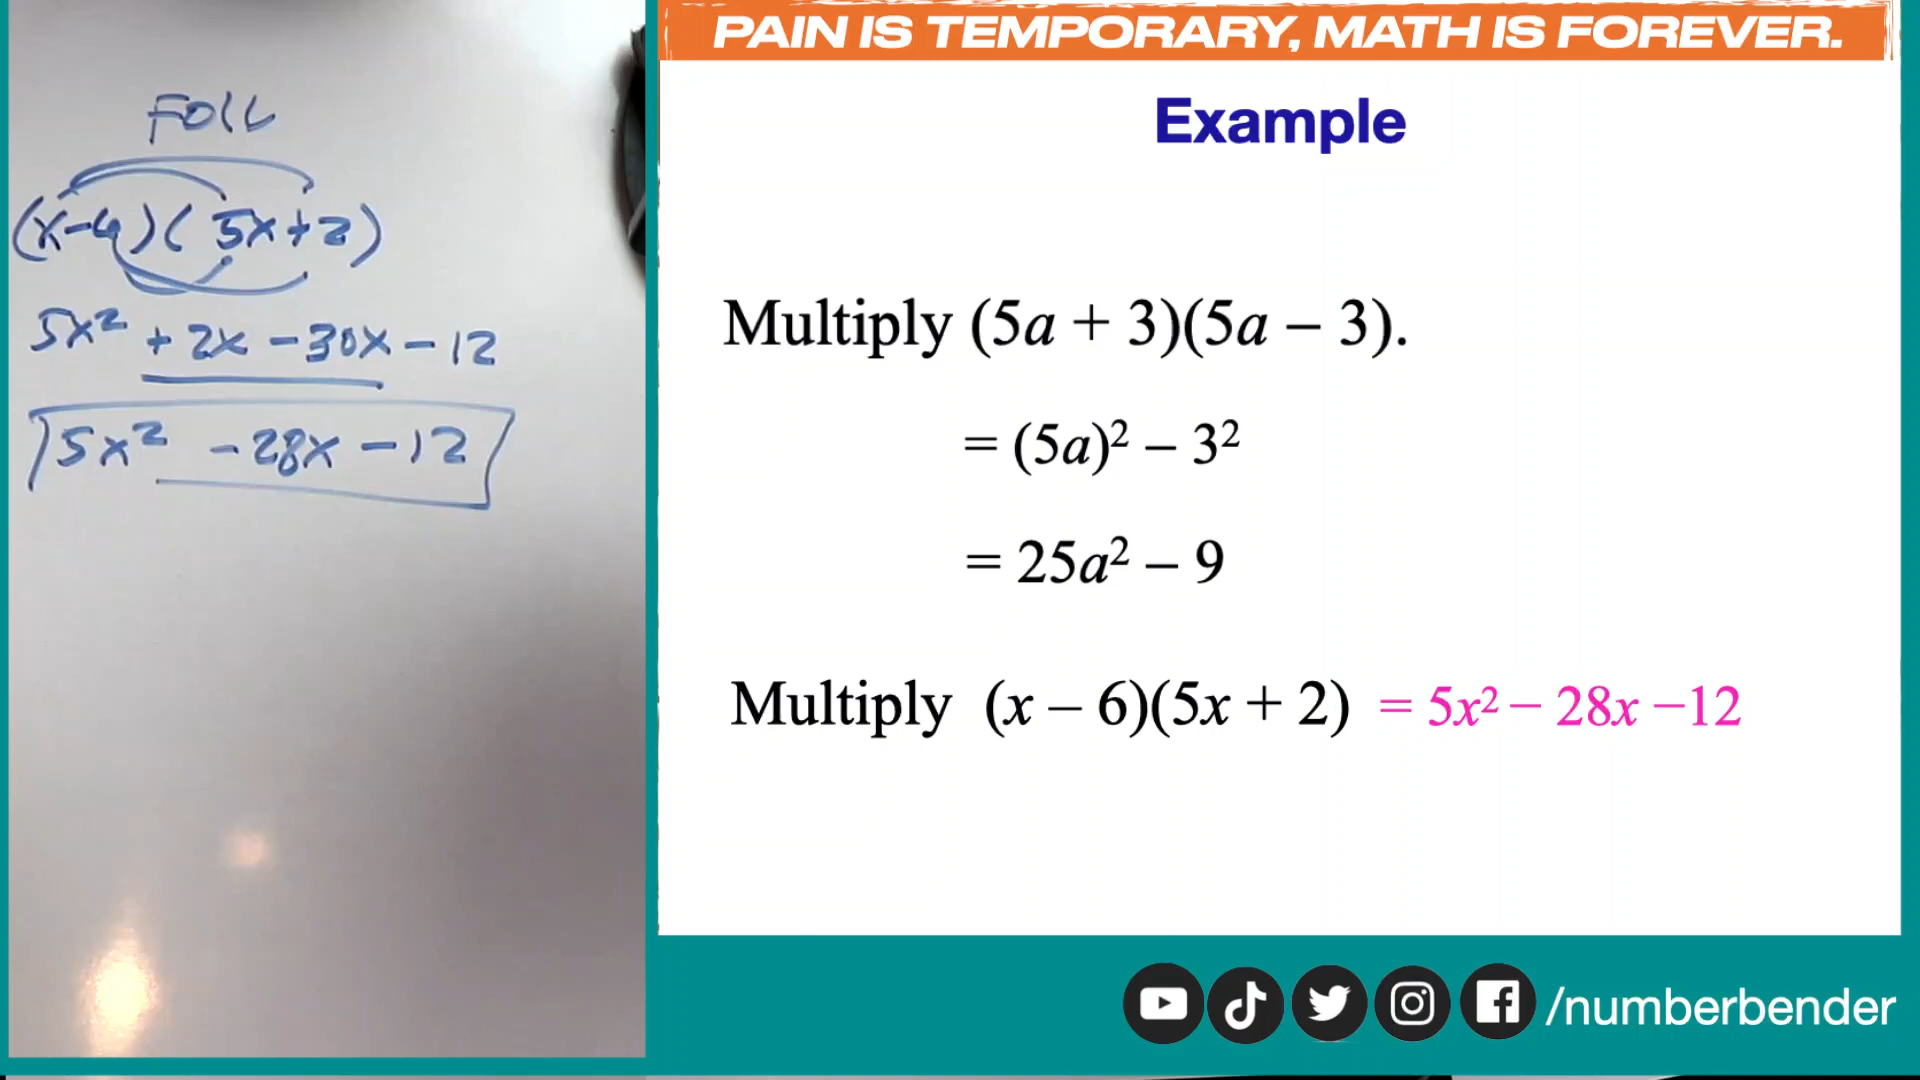 PAIN IS TEMPORARY, MATH IS FOREVER.
FOIL
(x-6)(5x+2)
5x² + 2x - 30x - 12
5x² - 28x - 12
Example
Multiply (5a + 3)(5a – 3).
= (5a)² – 3²
= 25a² – 9
Multiply (x – 6)(5x + 2) = 5x² – 28x –12
/numberbender